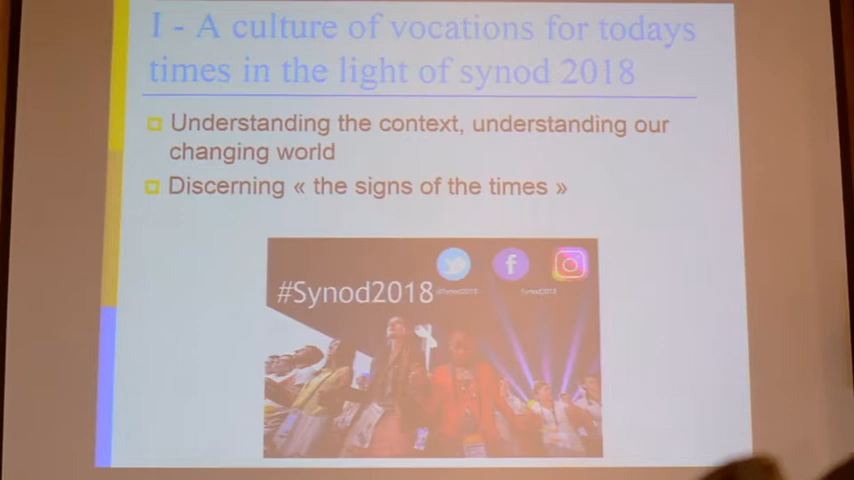 I - A culture of vocations for todays
times in the light of synod 2018
Understanding the context, understanding our
changing world
Discerning « the signs of the times »
#Synod2018